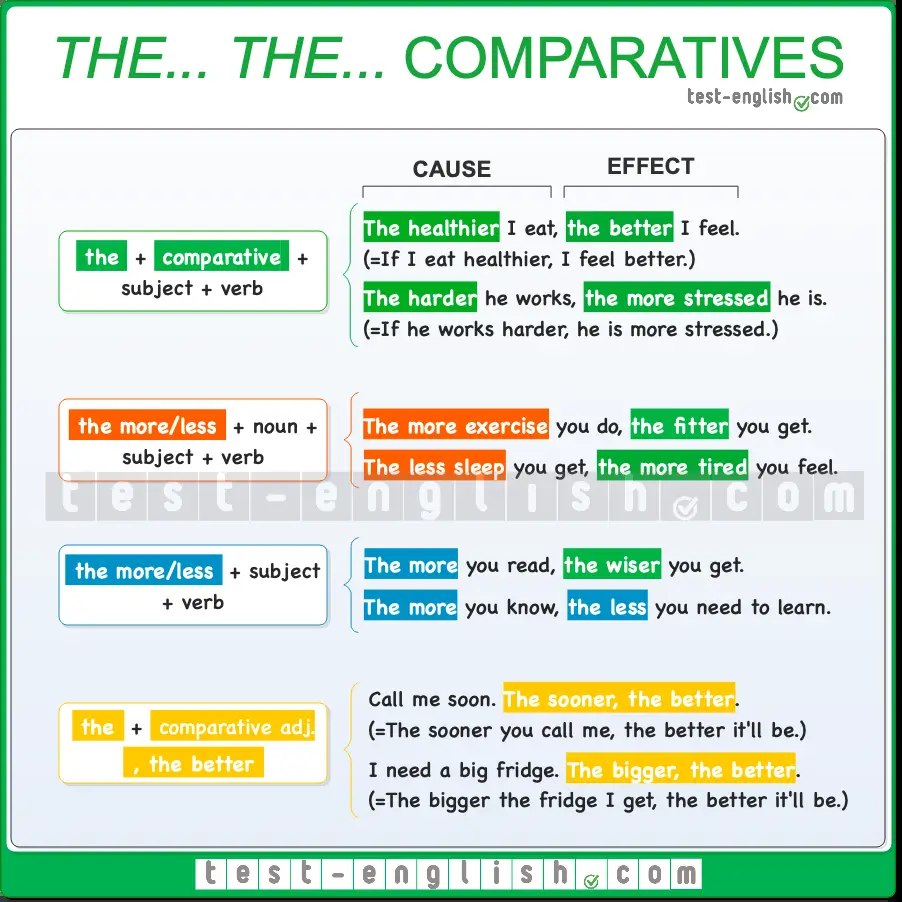 THE... THE... COMPARATIVES
test-english.com
CAUSE
EFFECT
the + comparative +
subject + verb
The healthier I eat, the better I feel.
(=If I eat healthier, I feel better.)
The harder he works, the more stressed he is.
(=If he works harder, he is more stressed.)
the more/less + noun +
subject + verb
The more exercise you do, the fitter you get.
The less sleep you get, the more tired you feel.
test-english.com
the more/less + subject
+ verb
The more you read, the wiser you get.
The more you know, the less you need to learn.
the + comparative adj.
, the better
Call me soon. The sooner, the better.
(=The sooner you call me, the better it'll be.)
I need a big fridge. The bigger, the better.
(=The bigger the fridge I get, the better it'll be.)
test-english.com